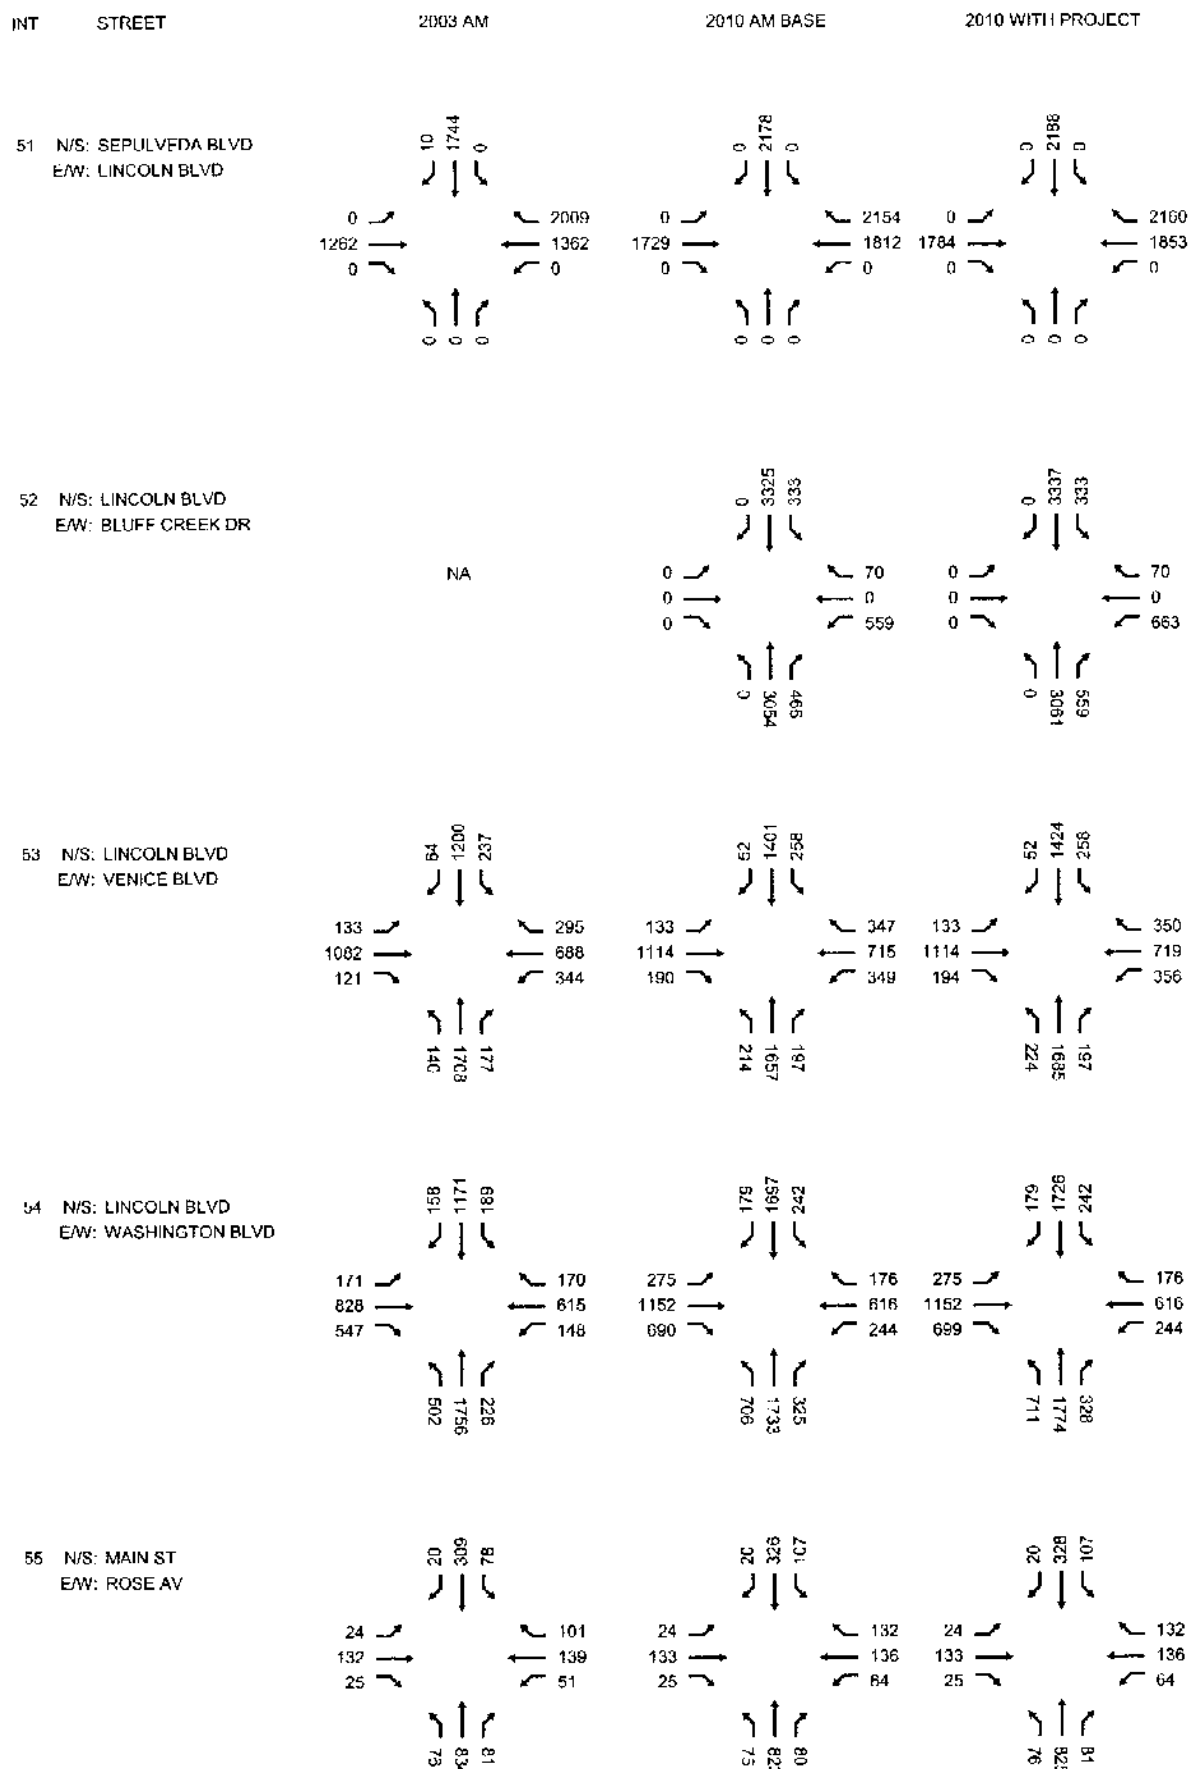 INT STREET 2003 AM 2010 AM BASE 2010 WITH PROJECT
51 N/S: SEPULVEDA BLVD
E/W: LINCOLN BLVD
10 1744 0 0 2178 0 0 2188 0
0 2009 0 2154 0 2160
1262 1362 1729 1812 1784 1853
0 0 0 0 0 0
0 0 0 0 0 0 0 0 0
52 N/S: LINCOLN BLVD
E/W: BLUFF CREEK DR
0 3325 333 0 3337 333
NA
0 70 0 70
0 0 0 0
0 559 0 663
0 3054 466 0 3061 559
53 N/S: LINCOLN BLVD
E/W: VENICE BLVD
64 1200 237 52 1401 258 52 1424 258
133 295 133 347 133 350
1082 688 1114 715 1114 719
121 344 190 349 194 356
140 1708 177 214 1657 197 224 1685 197
54 N/S: LINCOLN BLVD
E/W: WASHINGTON BLVD
158 1171 189 179 1697 242 179 1726 242
171 170 275 176 275 176
828 615 1152 616 1152 616
547 148 690 244 699 244
502 1756 226 706 1733 325 711 1774 328
55 N/S: MAIN ST
E/W: ROSE AV
20 309 78 20 326 107 20 328 107
24 101 24 132 24 132
132 139 133 136 133 136
25 51 25 64 25 64
81 75 80 76 81